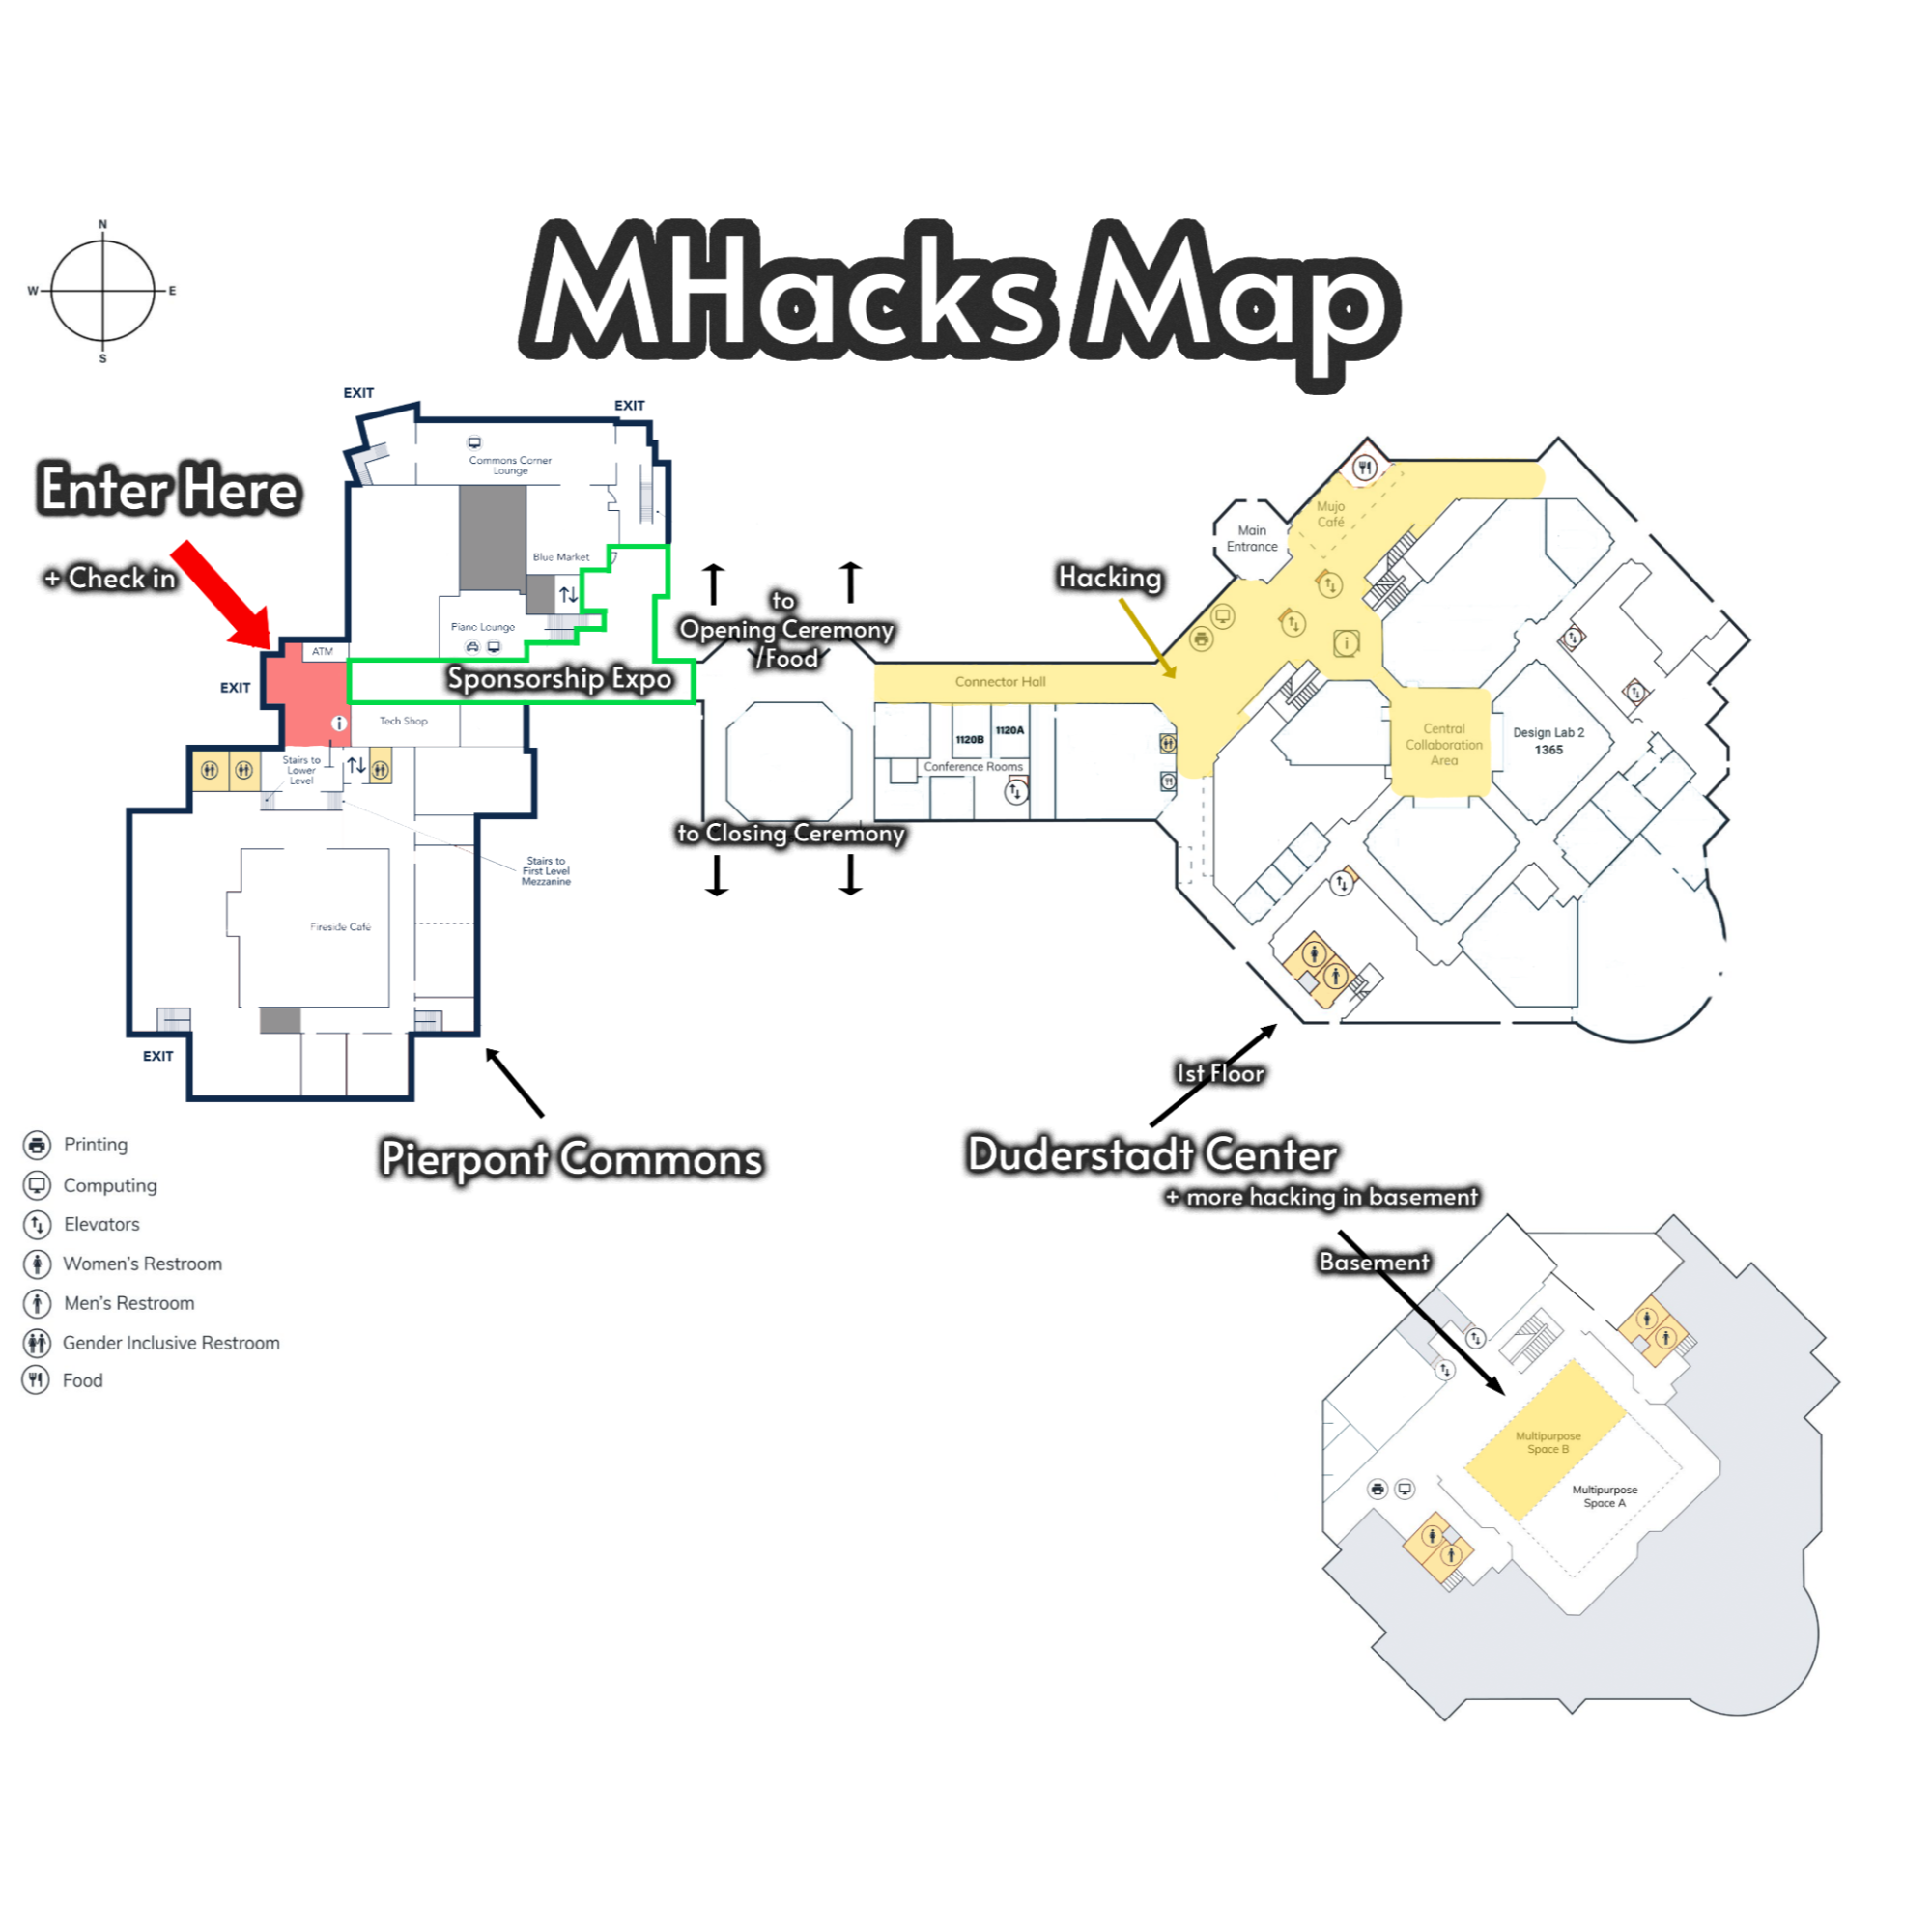 N
W
E
S
MHacks Map
EXIT
EXIT
Commons Corner
Lounge
Enter Here
+ Check in
Blue Market
Piano Lounge
ATM
EXIT
Sponsorship Expo
Tech Shop
Stairs to
Lower
Level
Stairs to
First Level
Mezzanine
Fireside Café
EXIT
to
Opening Ceremony
/Food
to Closing Ceremony
Hacking
Connector Hall
1120B
1120A
Conference Rooms
Main
Entrance
Mujo
Café
Central
Collaboration
Area
Design Lab 2
1365
Pierpont Commons
1st Floor
Duderstadt Center
+ more hacking in basement
Basement
Multipurpose
Space B
Multipurpose
Space A
Printing
Computing
Elevators
Women's Restroom
Men's Restroom
Gender Inclusive Restroom
Food